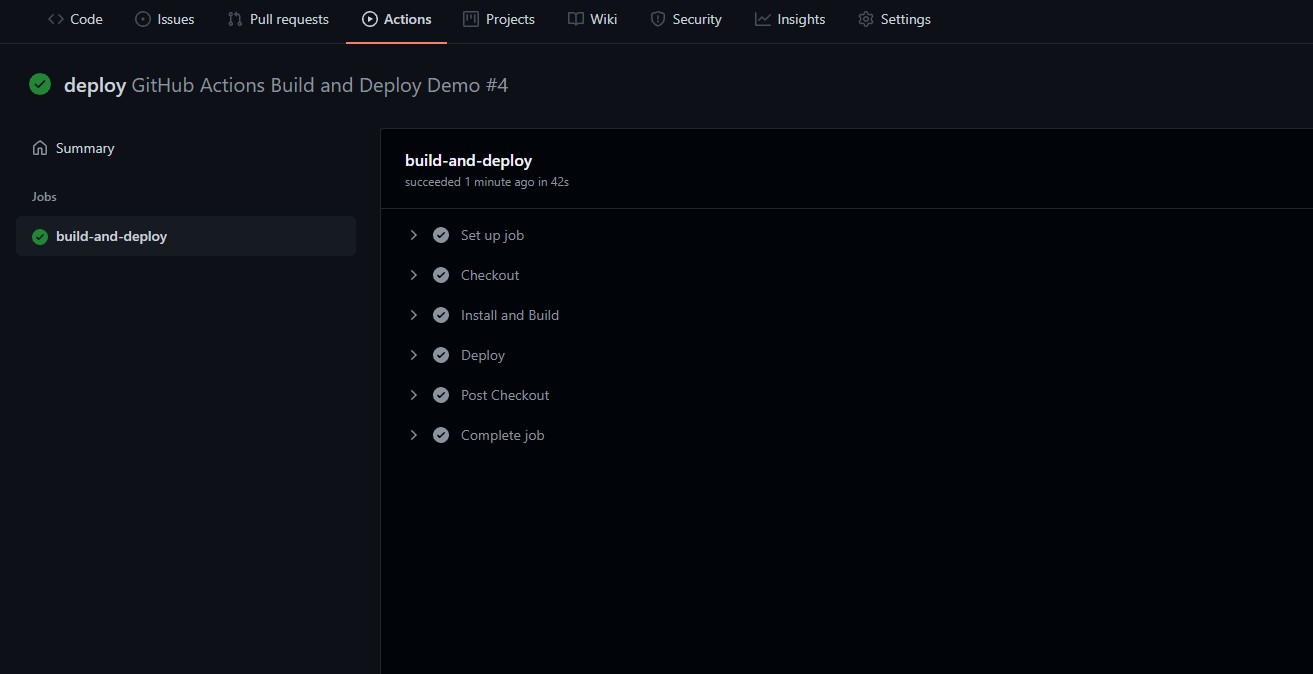 Code Issues Pull requests Actions Projects Wiki Security Insights Settings
deploy GitHub Actions Build and Deploy Demo #4
Summary
Jobs
build-and-deploy
build-and-deploy
succeeded 1 minute ago in 42s
Set up job
Checkout
Install and Build
Deploy
Post Checkout
Complete job